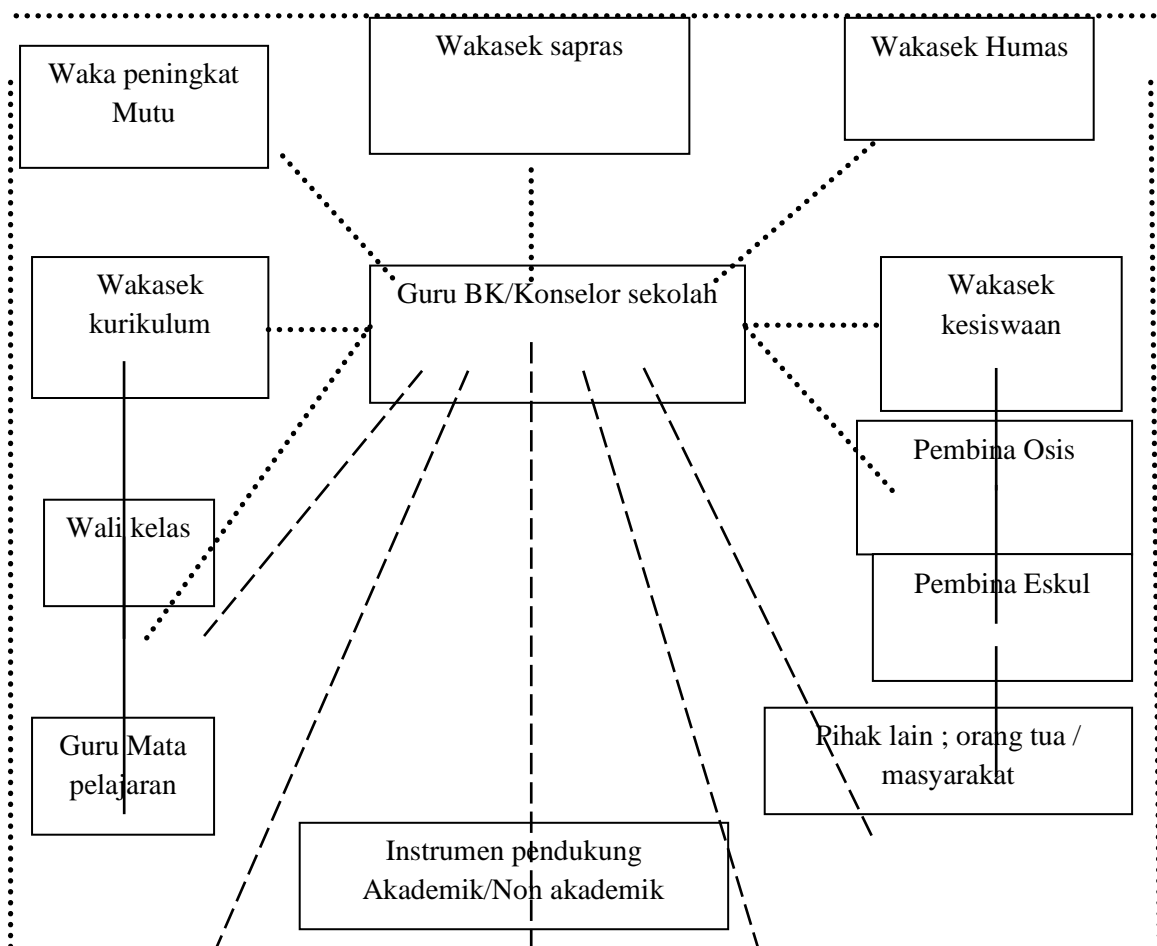 Waka peningkat
Mutu
Wakasek sapras
Wakasek Humas
Wakasek
kurikulum
Guru BK/Konselor sekolah
Wakasek
kesiswaan
Pembina Osis
Wali kelas
Pembina Eskul
Guru Mata
pelajaran
Pihak lain ; orang tua /
masyarakat
Instrumen pendukung
Akademik/Non akademik